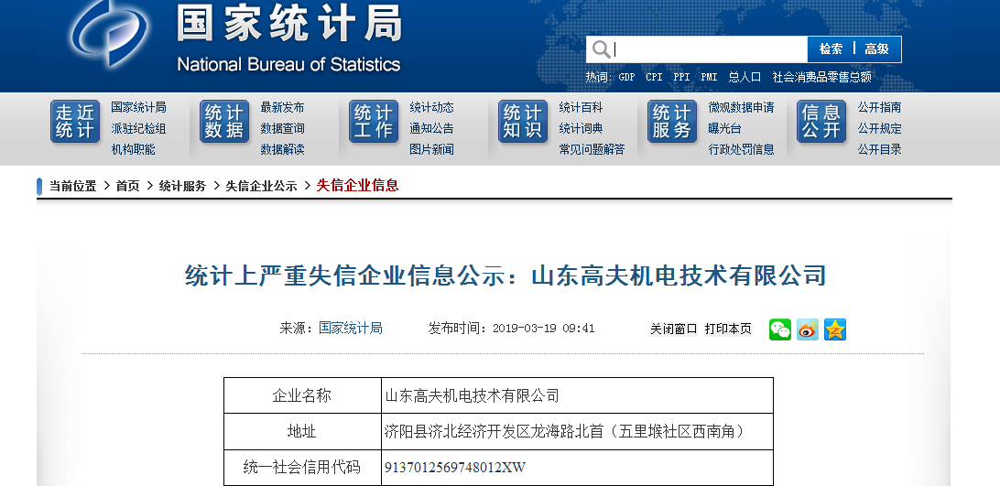 国家统计局
National Bureau of Statistics
检索 | 高级
热词: GDP CPI PPI PMI 总人口 社会消费品零售总额
走近统计
国家统计局
派驻纪检组
机构职能
统计数据
最新发布
数据查询
数据解读
统计工作
统计动态
通知公告
图片新闻
统计知识
统计百科
统计词典
常见问题解答
统计服务
微观数据申请
曝光台
行政处罚信息
信息公开
公开指南
公开规定
公开目录
当前位置 > 首页 > 统计服务 > 失信企业公示 > 失信企业信息
统计上严重失信企业信息公示：山东高夫机电技术有限公司
来源：国家统计局 发布时间：2019-03-19 09:41 关闭窗口 打印本页
企业名称 山东高夫机电技术有限公司
地址 济阳县济北经济开发区龙海路北首（五里堠社区西南角）
统一社会信用代码 9137012569748012XW